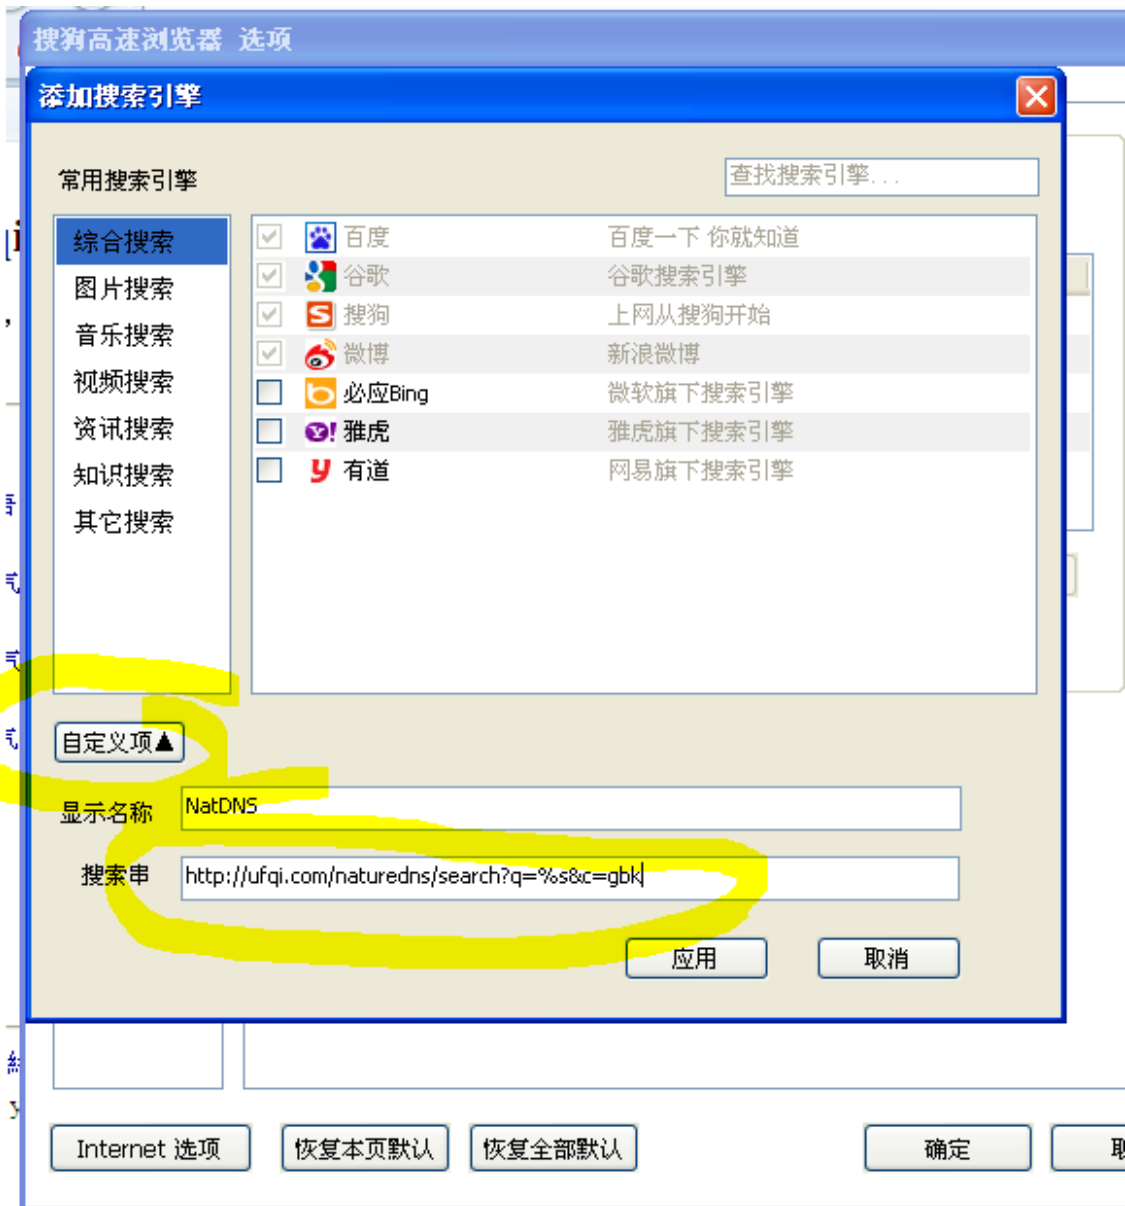 搜狗高速浏览器 选项
添加搜索引擎
常用搜索引擎
查找搜索引擎...
综合搜索
图片搜索
音乐搜索
视频搜索
资讯搜索
知识搜索
其它搜索
百度 百度一下 你就知道
谷歌 谷歌搜索引擎
搜狗 上网从搜狗开始
微博 新浪微博
必应Bing 微软旗下搜索引擎
雅虎 雅虎旗下搜索引擎
有道 网易旗下搜索引擎
自定义项▲
显示名称 NatDNS
搜索串 http://ufqi.com/naturedns/search?q=%s&c=gbk
应用 取消
Internet 选项 恢复本页默认 恢复全部默认 确定